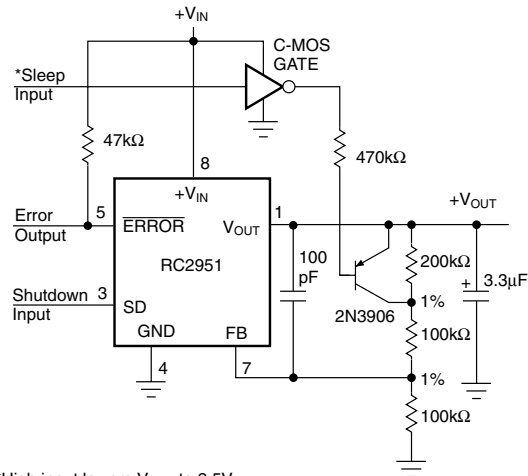 +VIN
C-MOS
GATE
*Sleep
Input
47kΩ
470kΩ
8
+VIN
Error
Output
5
ERROR
VOUT
1
+VOUT
RC2951
100
pF
200kΩ
3.3µF
+
Shutdown
Input
3
SD
2N3906
1%
GND
FB
100kΩ
4
7
1%
100kΩ